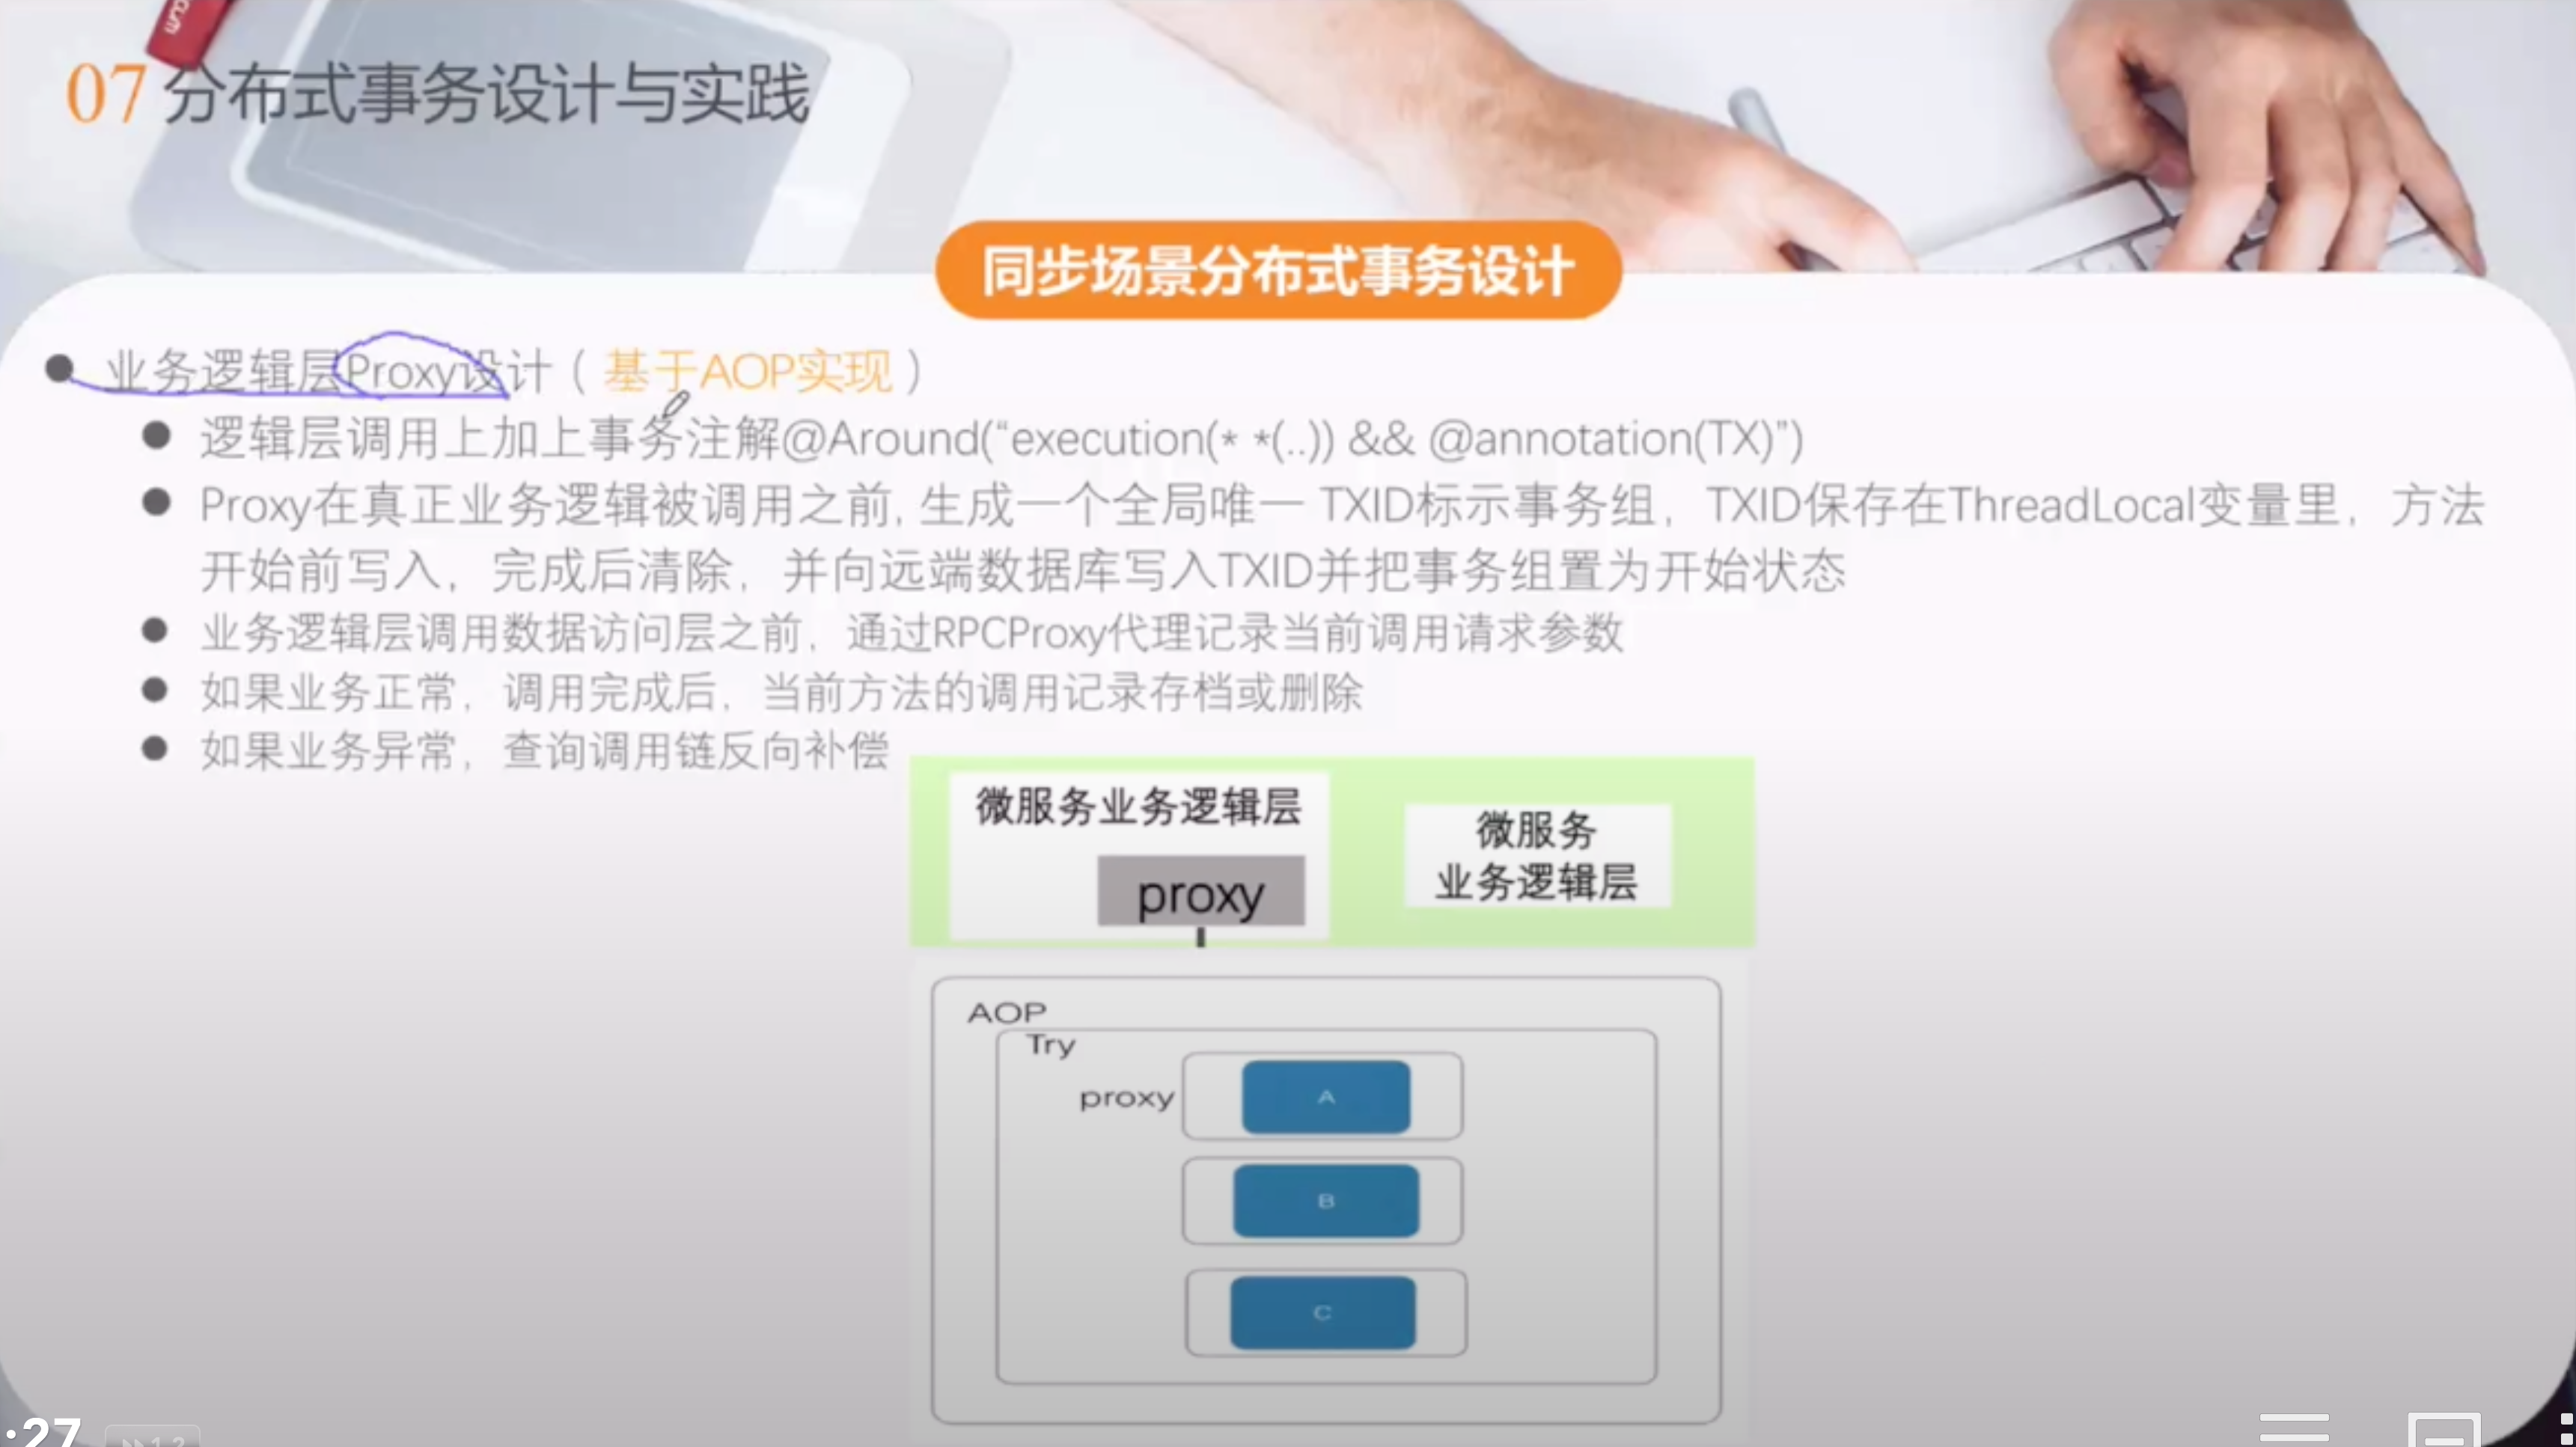 07 分布式事务设计与实践
同步场景分布式事务设计
业务逻辑层Proxy设计（基于AOP实现）
逻辑层调用上加上事务注解@Around(“execution(* *(..)) && @annotation(TX)”)
Proxy在真正业务逻辑被调用之前, 生成一个全局唯一 TXID标示事务组，TXID保存在ThreadLocal变量里，方法
开始前写入，完成后清除，并向远端数据库写入TXID并把事务组置为开始状态
业务逻辑层调用数据访问层之前，通过RPCProxy代理记录当前调用请求参数
如果业务正常，调用完成后，当前方法的调用记录存档或删除
如果业务异常，查询调用链反向补偿
微服务业务逻辑层
proxy
微服务
业务逻辑层
AOP
Try
proxy
A
B
C
:27